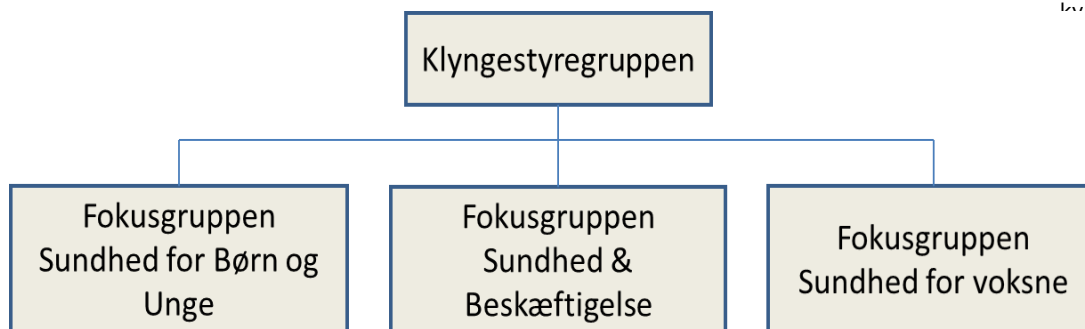 Klyngestyregruppen
Fokusgruppen
Sundhed for Børn og
Unge
Fokusgruppen
Sundhed &
Beskæftigelse
Fokusgruppen
Sundhed for voksne